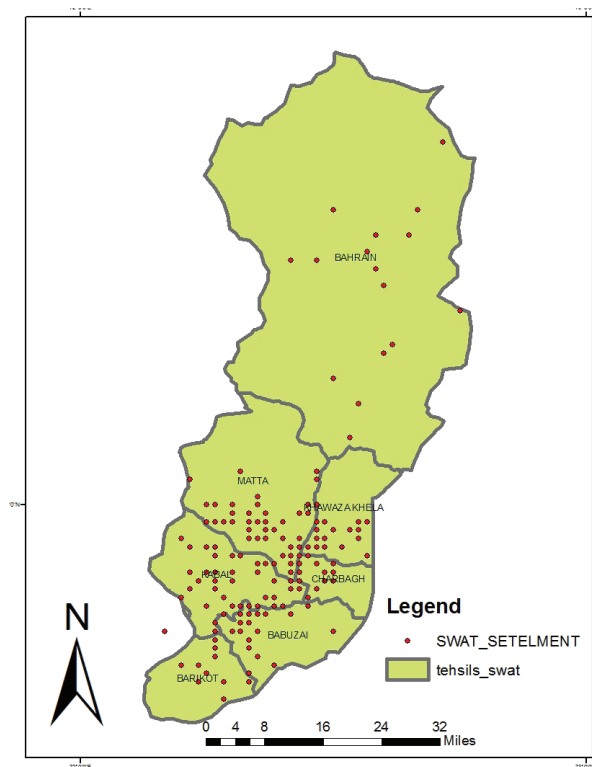 BAHRAIN
MATTA
KHAWAZAKHELA
KABAL
CHARBAGH
BABUZAI
BARIKOT
N
Legend
SWAT_SETELMENT
tehsils_swat
0 4 8 16 24 32
Miles